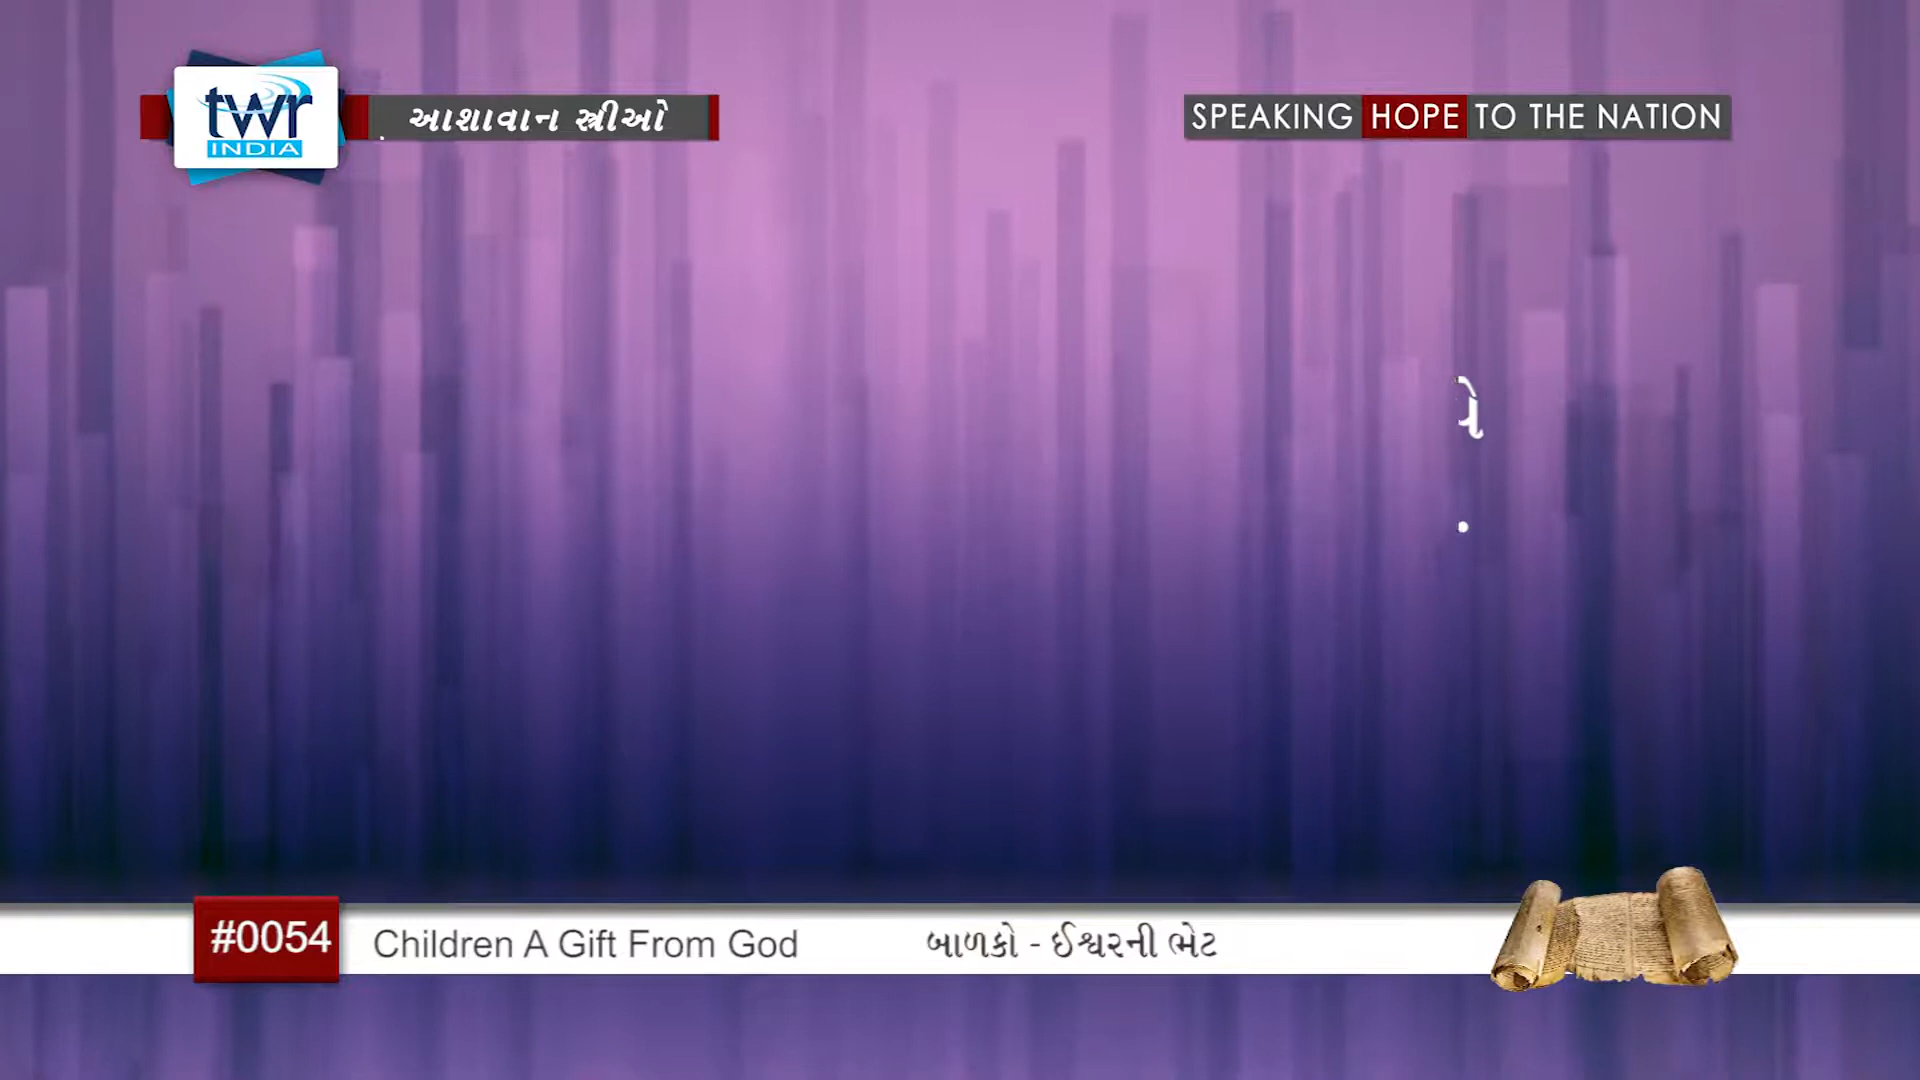 twr
INDIA
આશાવાન સ્ત્રીઓ
SPEAKING HOPE TO THE NATION
#0054
Children A Gift From God
બાળકો - ઈશ્વરની ભેટ